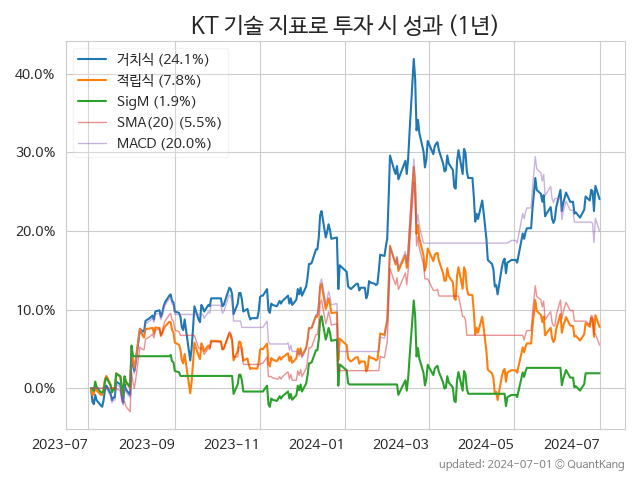 KT 기술 지표로 투자 시 성과 (1년)
거치식 (24.1%)
적립식 (7.8%)
SigM (1.9%)
SMA(20) (5.5%)
MACD (20.0%)
40.0%
30.0%
20.0%
10.0%
0.0%
2023-07 2023-09 2023-11 2024-01 2024-03 2024-05 2024-07
updated: 2024-07-01 © QuantKang